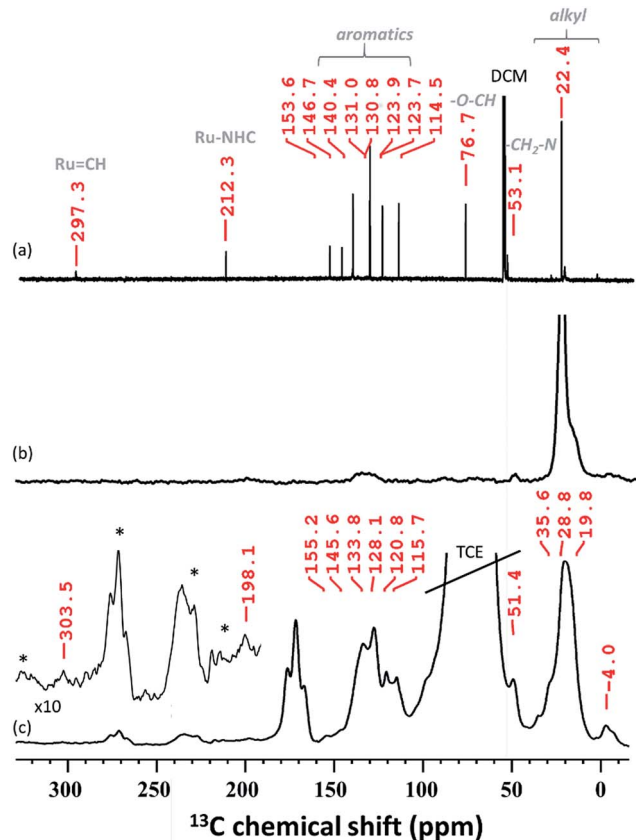 alkyl
aromatics
DCM
22.4
153.6
146.7
140.4
131.0
130.8
123.9
123.7
114.5
-O-CH
76.7
-CH2-N
53.1
Ru=CH
297.3
Ru-NHC
212.3
(a)
(b)
* * * *
303.5
198.1
x10
155.2
145.6
133.8
128.1
120.8
115.7
TCE
51.4
35.6
28.8
19.8
-4.0
(c)
300 250 200 150 100 50 0
13C chemical shift (ppm)